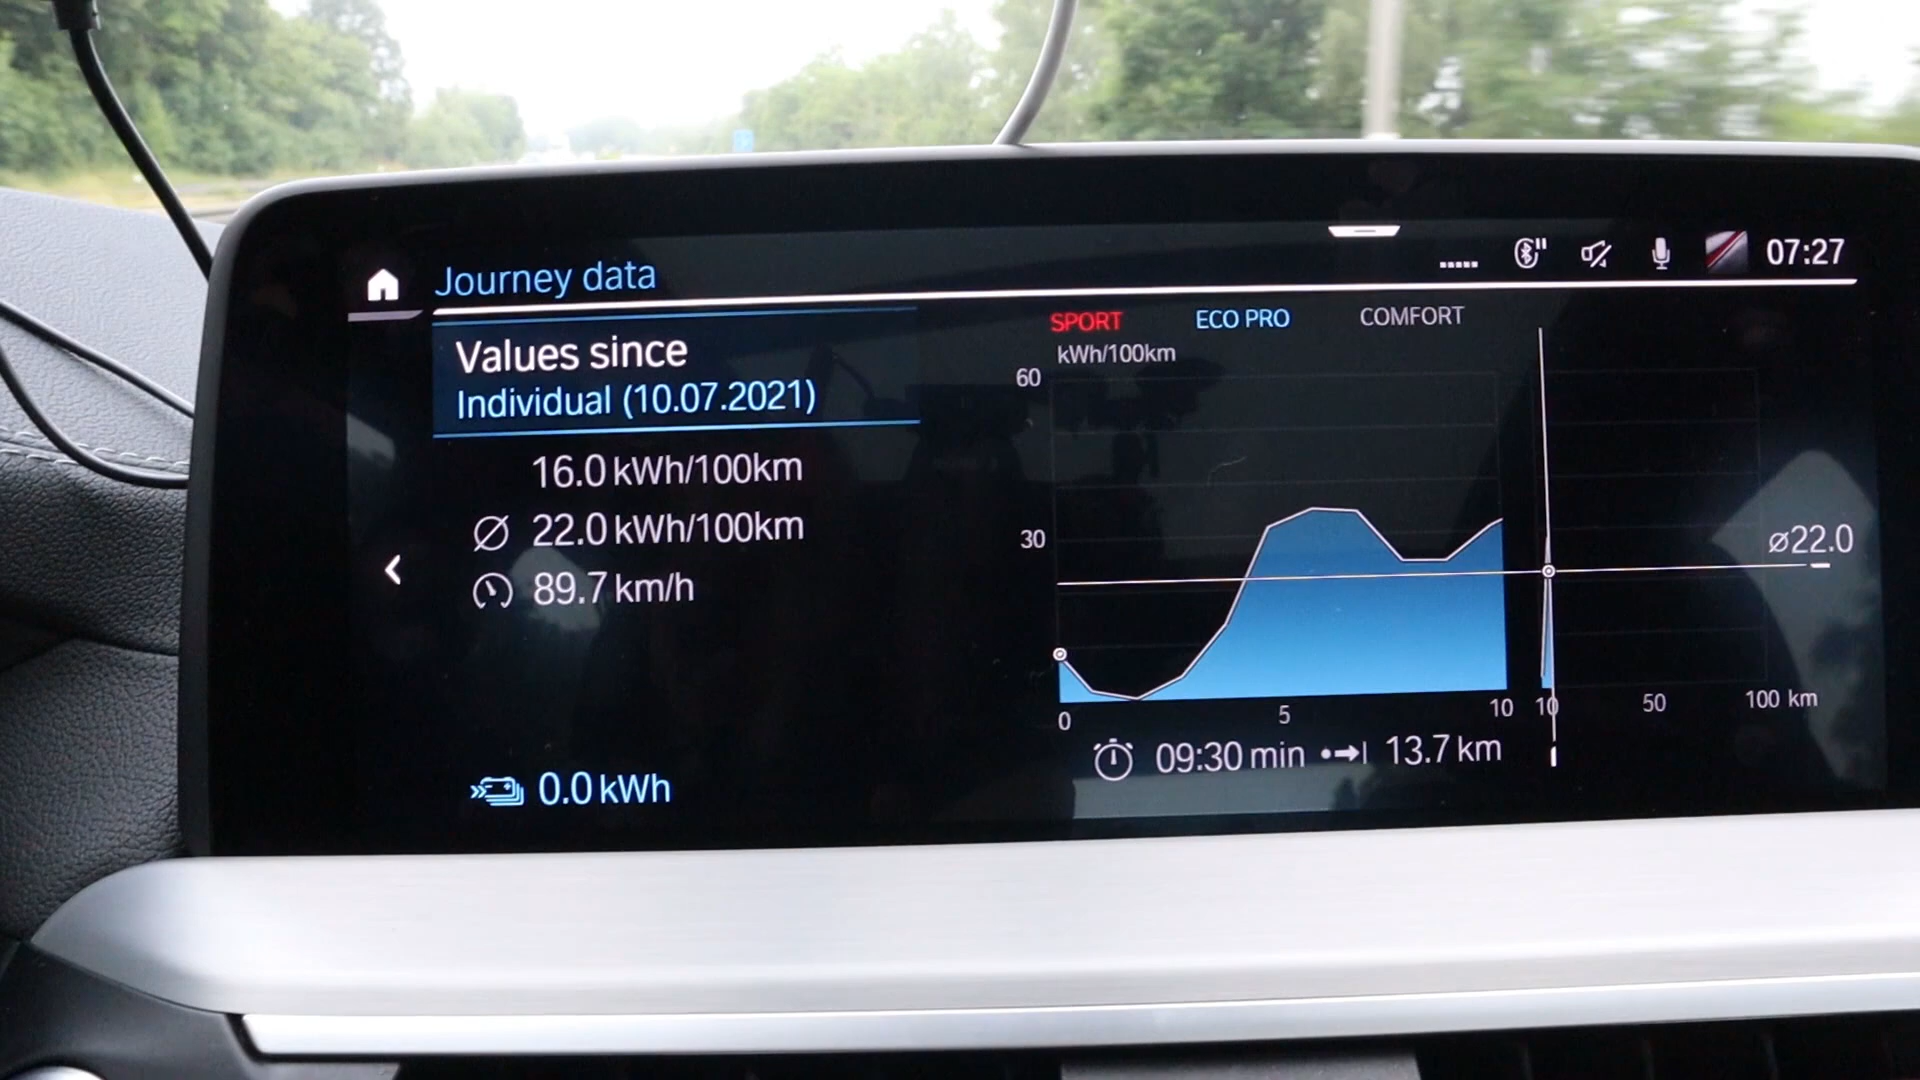 Journey data
07:27
Values since
Individual (10.07.2021)
16.0 kWh/100km
Ø 22.0 kWh/100km
89.7 km/h
0.0 kWh
SPORT ECO PRO COMFORT
kWh/100km
60
30
ø22.0
0 5 10 10 50 100 km
09:30 min 13.7 km